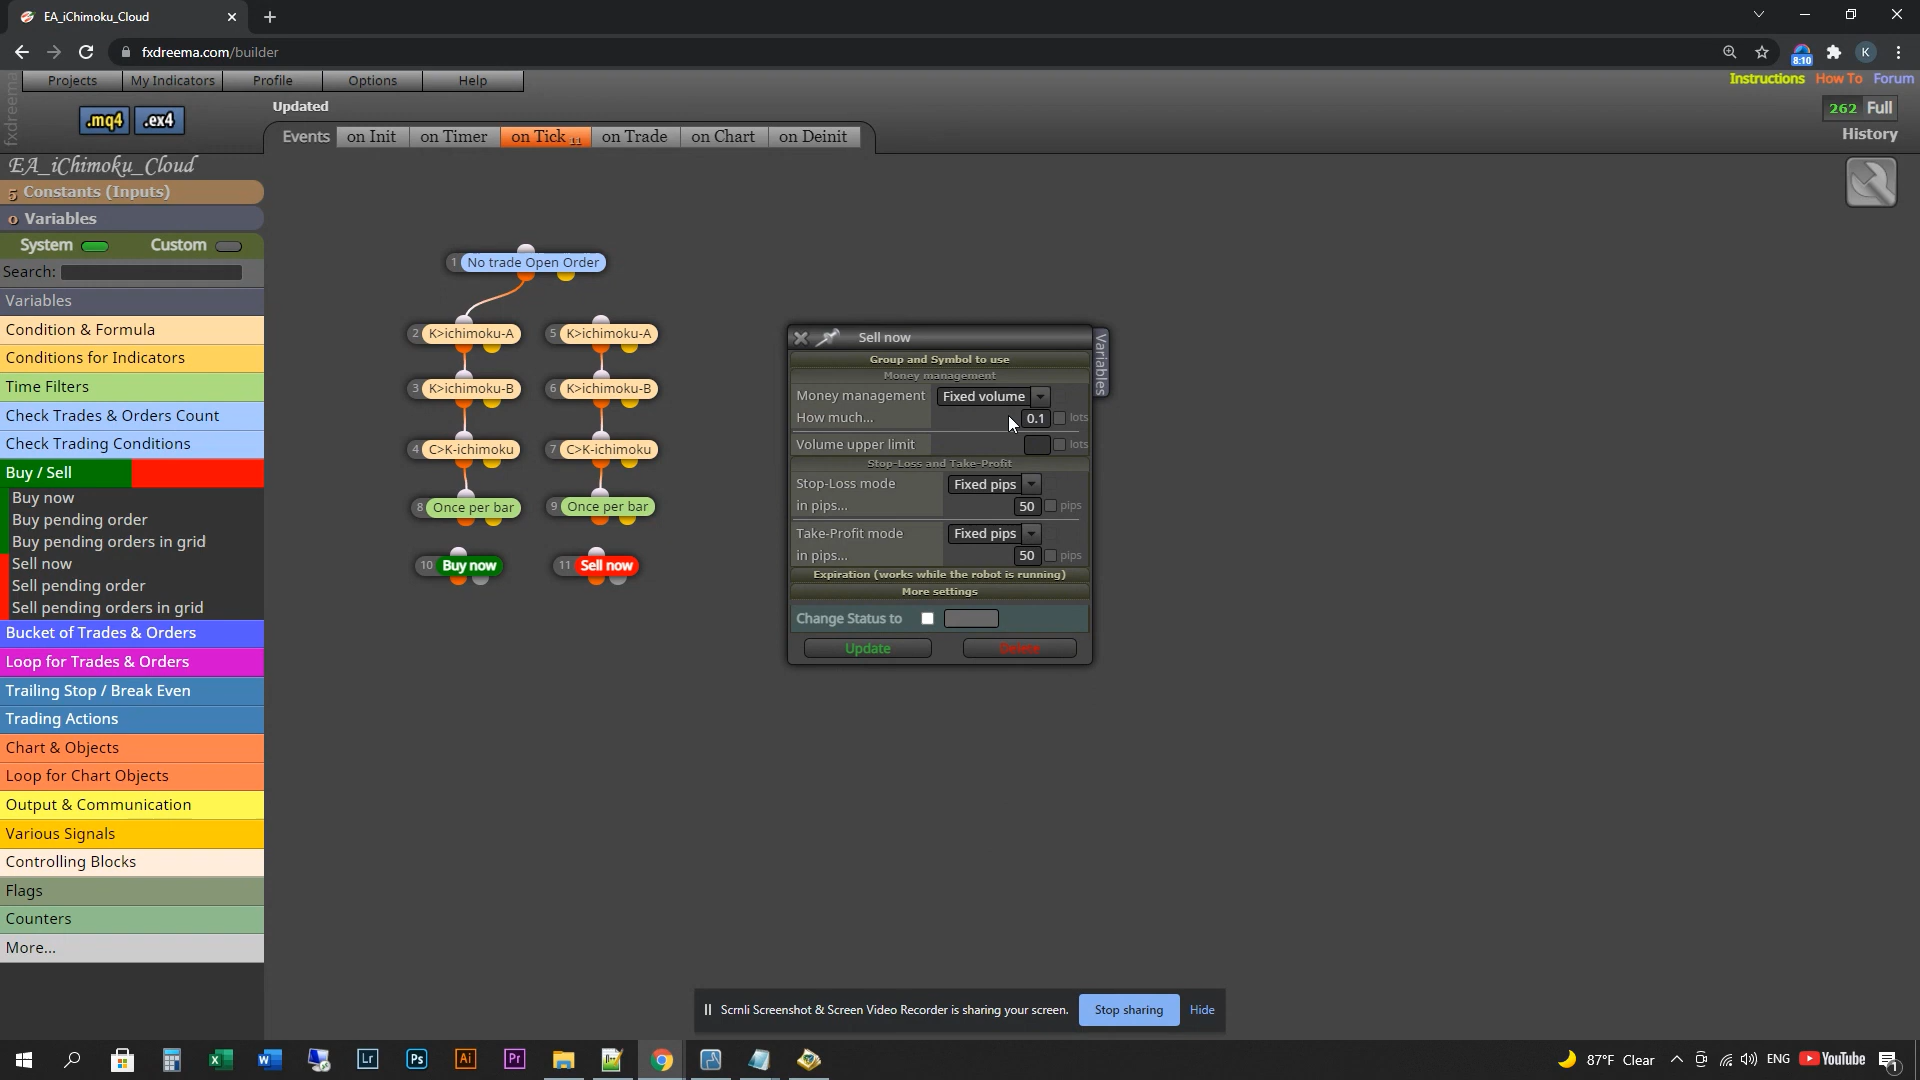 EA_iChimoku_Cloud
fxdreema.com/builder
K
8:10
Projects
My Indicators
Profile
Options
Help
Instructions
How To
Forum
fxdreema
.mq4
.ex4
Updated
262 Full
History
Events
on Init
on Timer
on Tick 11
on Trade
on Chart
on Deinit
EA_iChimoku_Cloud
5 Constants (Inputs)
0 Variables
System
Custom
Search:
Variables
Condition & Formula
Conditions for Indicators
Time Filters
Check Trades & Orders Count
Check Trading Conditions
Buy / Sell
Buy now
Buy pending order
Buy pending orders in grid
Sell now
Sell pending order
Sell pending orders in grid
Bucket of Trades & Orders
Loop for Trades & Orders
Trailing Stop / Break Even
Trading Actions
Chart & Objects
Loop for Chart Objects
Output & Communication
Various Signals
Controlling Blocks
Flags
Counters
More...
1 No trade Open Order
2 K>ichimoku-A
5 K>ichimoku-A
3 K>ichimoku-B
6 K>ichimoku-B
4 C>K-ichimoku
7 C>K-ichimoku
8 Once per bar
9 Once per bar
10 Buy now
11 Sell now
Sell now
Variables
Group and Symbol to use
Money management
Money management Fixed volume
How much... 0.1 lots
Volume upper limit lots
Stop-Loss and Take-Profit
Stop-Loss mode Fixed pips
in pips... 50 pips
Take-Profit mode Fixed pips
in pips... 50 pips
Expiration (works while the robot is running)
More settings
Change Status to
Update
Delete
Scrnli Screenshot & Screen Video Recorder is sharing your screen.
Stop sharing
Hide
Lr
Ps
Ai
Pr
87°F Clear
ENG
YouTube
1